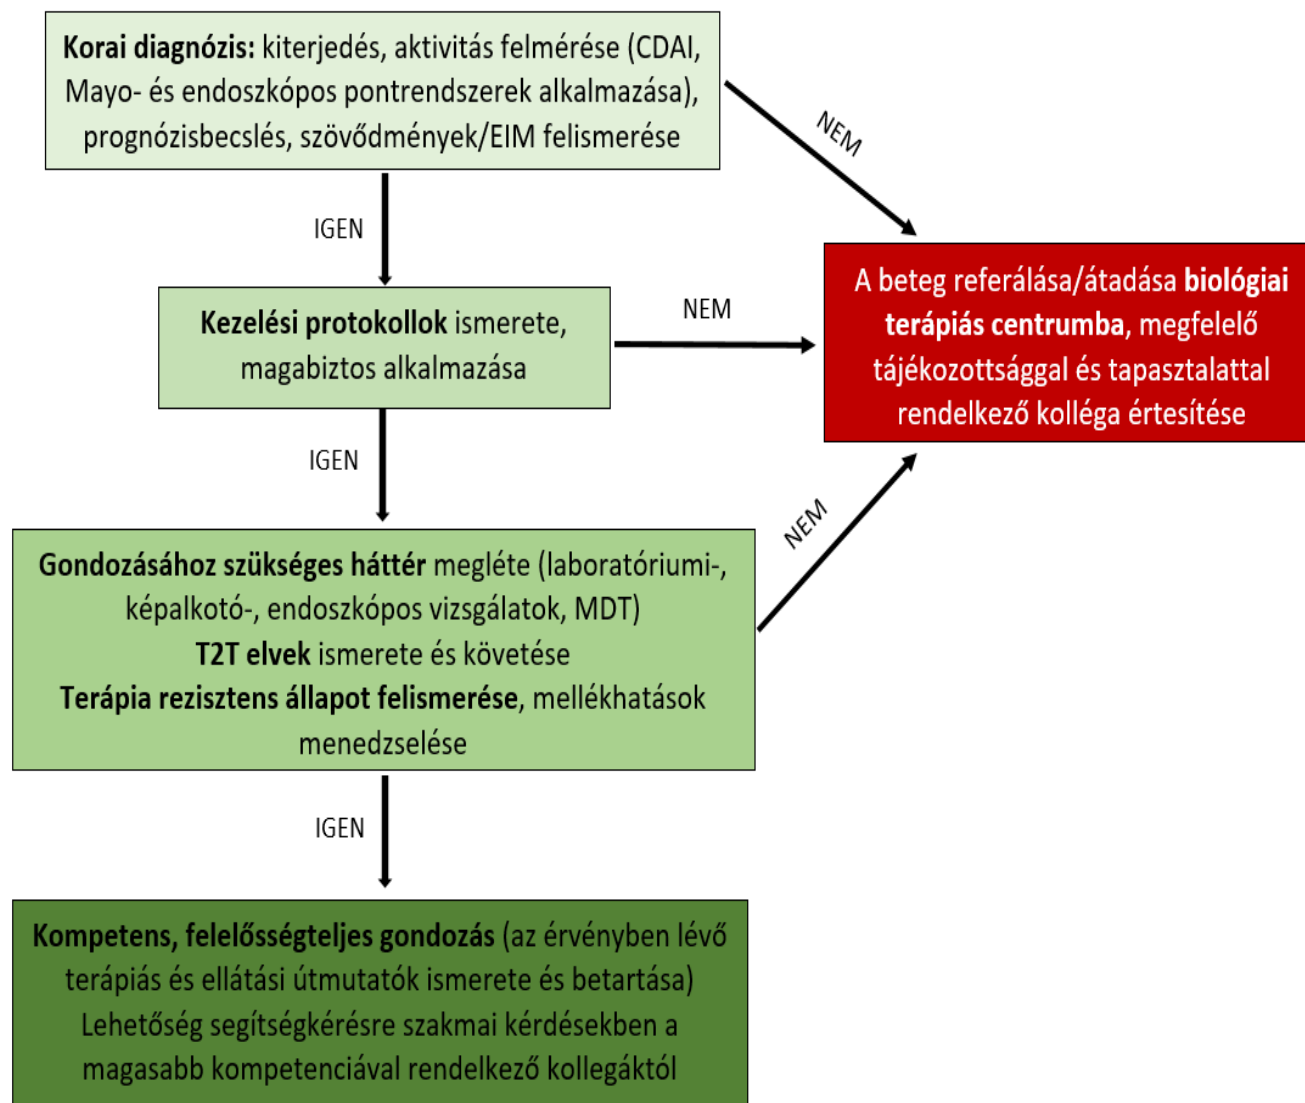 Korai diagnózis: kiterjedés, aktivitás felmérése (CDAI,
Mayo- és endoszkópos pontrendszerek alkalmazása),
prognózisbecslés, szövődmények/EIM felismerése
NEM
IGEN
A beteg referálása/átadása biológiai
terápiás centrumba, megfelelő
tájékozottsággal és tapasztalattal
rendelkező kolléga értesítése
Kezelési protokollok ismerete,
magabiztos alkalmazása
NEM
IGEN
NEM
Gondozásához szükséges háttér megléte (laboratóriumi-,
képalkotó-, endoszkópos vizsgálatok, MDT)
T2T elvek ismerete és követése
Terápia rezisztens állapot felismerése, mellékhatások
menedzselése
IGEN
Kompetens, felelősségteljes gondozás (az érvényben lévő
terápiás és ellátási útmutatók ismerete és betartása)
Lehetőség segítségkérésre szakmai kérdésekben a
magasabb kompetenciával rendelkező kollegáktól